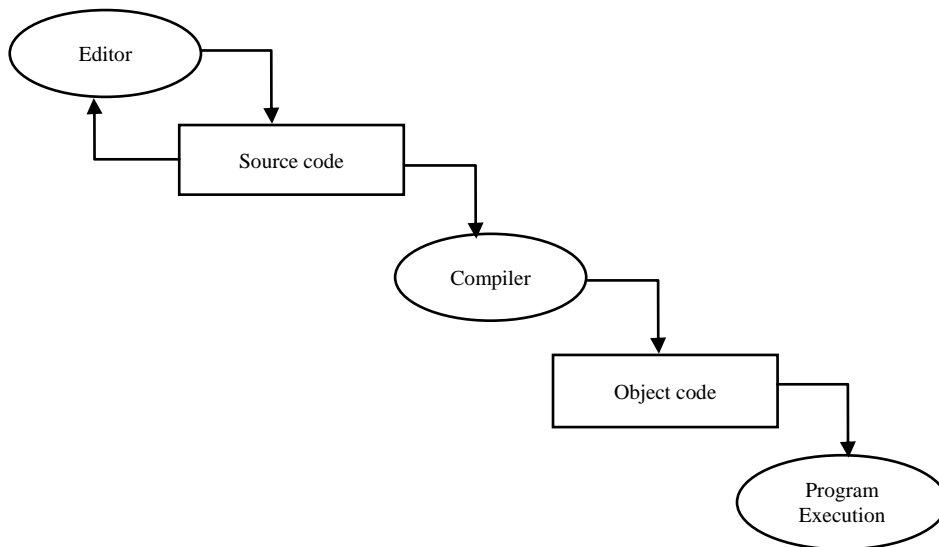 Editor
Source code
Compiler
Object code
Program
Execution